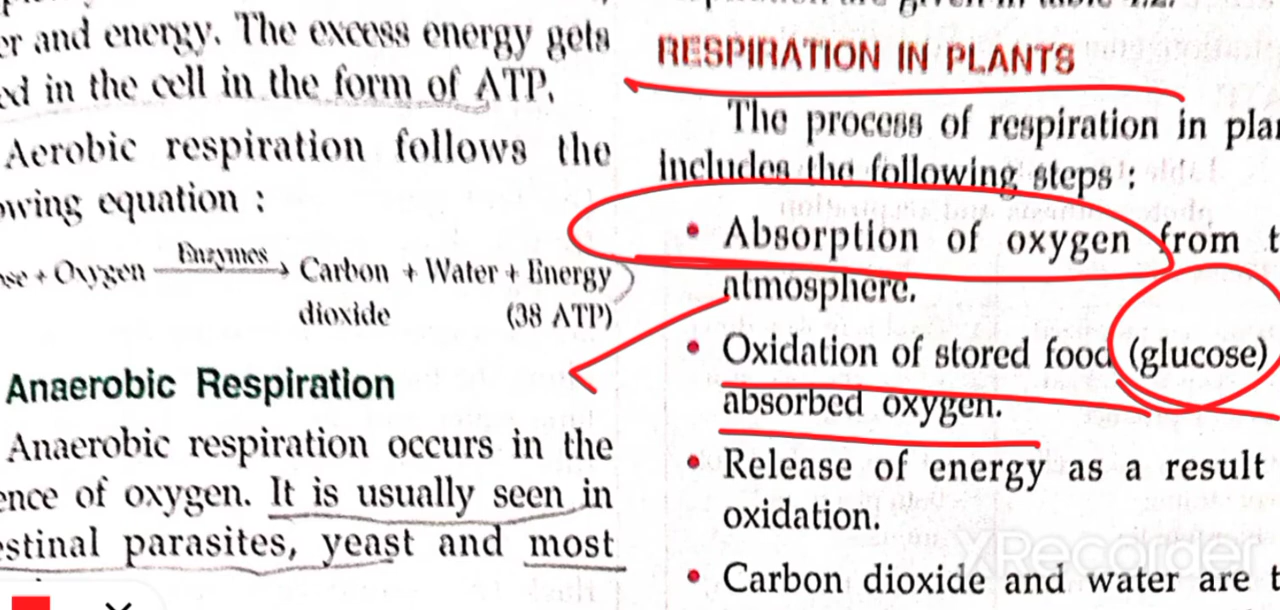 er and energy. The excess energy gets
ed in the cell in the form of ATP.
Aerobic respiration follows the
owing equation :
se + Oxygen Enzymes → Carbon + Water + Energy
dioxide (38 ATP)
Anaerobic Respiration
Anaerobic respiration occurs in the
ence of oxygen. It is usually seen in
estinal parasites, yeast and most
RESPIRATION IN PLANTS
The process of respiration in plan
includes the following steps :
• Absorption of oxygen from t
atmosphere.
• Oxidation of stored food (glucose)
absorbed oxygen.
• Release of energy as a result
oxidation.
• Carbon dioxide and water are t
XRecorder